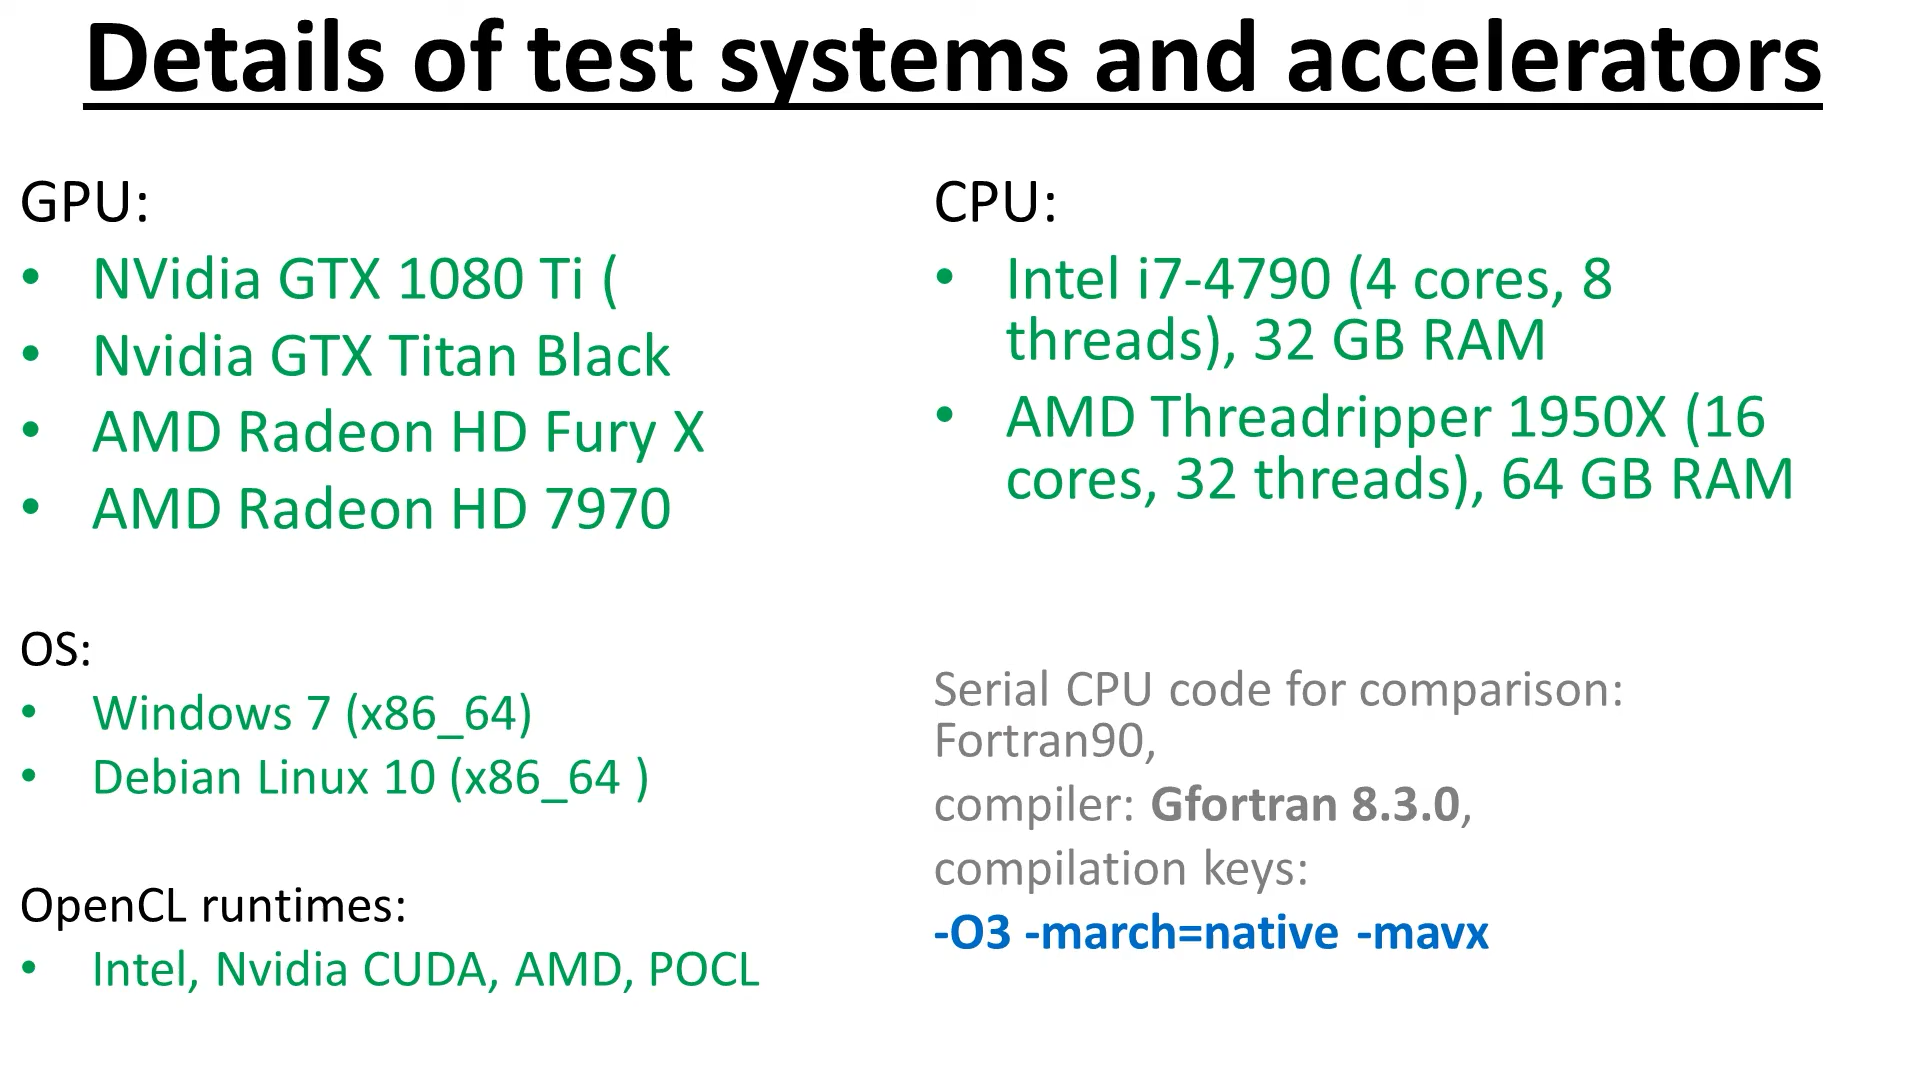 Details of test systems and accelerators
GPU:
• NVidia GTX 1080 Ti (
• Nvidia GTX Titan Black
• AMD Radeon HD Fury X
• AMD Radeon HD 7970
OS:
• Windows 7 (x86_64)
• Debian Linux 10 (x86_64 )
OpenCL runtimes:
• Intel, Nvidia CUDA, AMD, POCL
CPU:
• Intel i7-4790 (4 cores, 8
threads), 32 GB RAM
• AMD Threadripper 1950X (16
cores, 32 threads), 64 GB RAM
Serial CPU code for comparison:
Fortran90,
compiler: Gfortran 8.3.0,
compilation keys:
-O3 -march=native -mavx